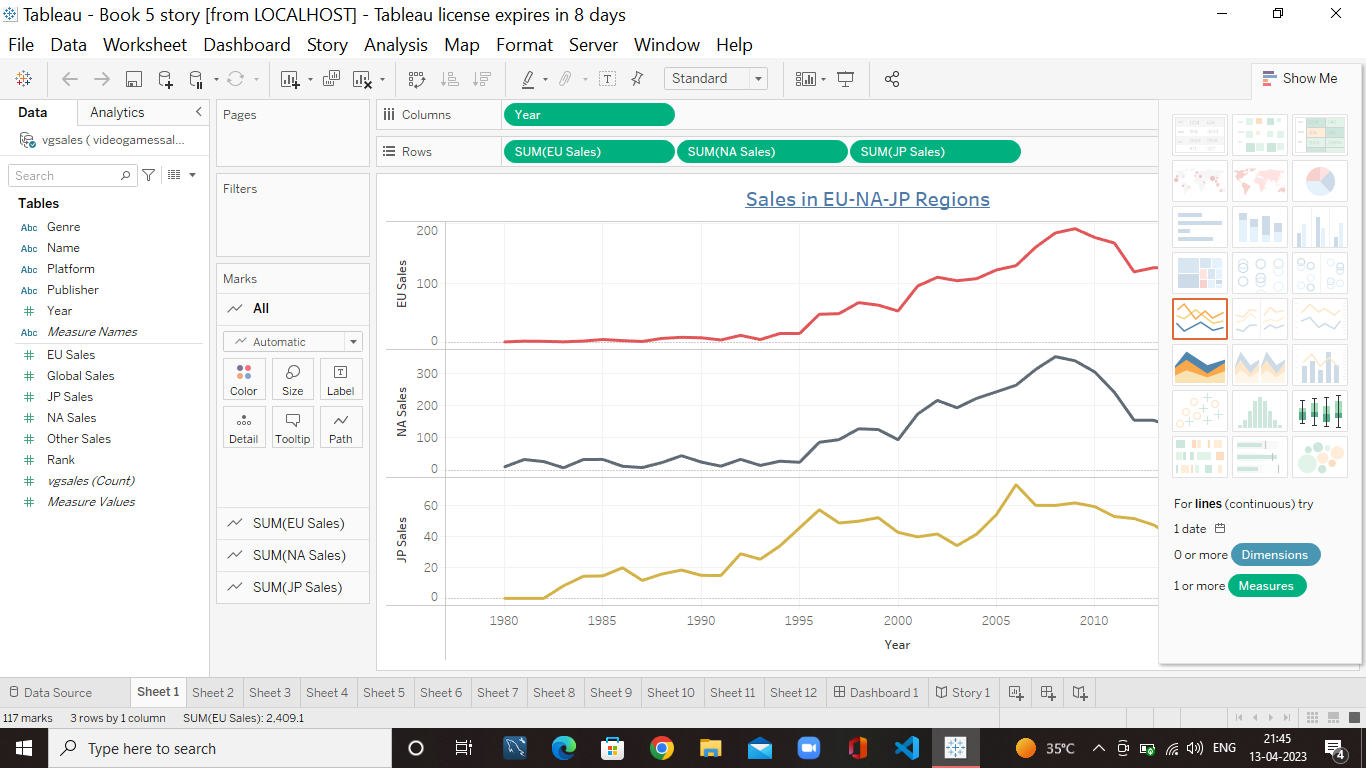 Tableau - Book 5 story [from LOCALHOST] - Tableau license expires in 8 days
File Data Worksheet Dashboard Story Analysis Map Format Server Window Help
Standard
Show Me
Data Analytics
vgsales ( videogamessal...
Search
Tables
Abc Genre
Abc Name
Abc Platform
Abc Publisher
Year
Abc Measure Names
EU Sales
Global Sales
JP Sales
NA Sales
Other Sales
Rank
vgsales (Count)
Measure Values
Pages
Filters
Marks
All
Automatic
Color Size Label
Detail Tooltip Path
SUM(EU Sales)
SUM(NA Sales)
SUM(JP Sales)
Columns Year
Rows SUM(EU Sales) SUM(NA Sales) SUM(JP Sales)
Sales in EU-NA-JP Regions
EU Sales
200
100
0
NA Sales
300
200
100
0
JP Sales
60
40
20
0
1980 1985 1990 1995 2000 2005 2010
Year
For lines (continuous) try
1 date
0 or more Dimensions
1 or more Measures
Data Source Sheet 1 Sheet 2 Sheet 3 Sheet 4 Sheet 5 Sheet 6 Sheet 7 Sheet 8 Sheet 9 Sheet 10 Sheet 11 Sheet 12 Dashboard 1 Story 1
117 marks 3 rows by 1 column SUM(EU Sales): 2,409.1
Type here to search
35°C
ENG
21:45
13-04-2023
4